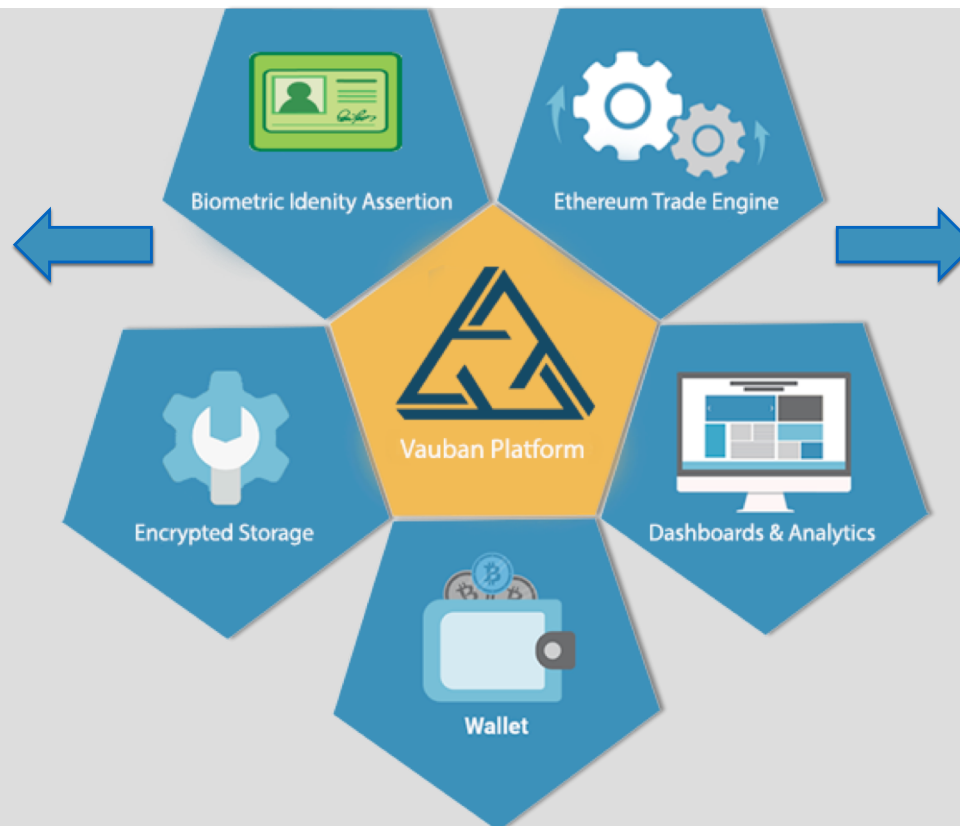 Biometric Idenity Assertion
Ethereum Trade Engine
Vauban Platform
Encrypted Storage
Dashboards & Analytics
Wallet